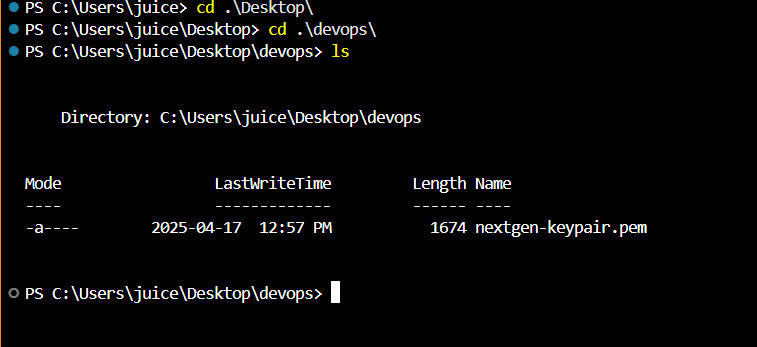 PS C:\Users\juice> cd .\Desktop\
PS C:\Users\juice\Desktop> cd .\devops\
PS C:\Users\juice\Desktop\devops> ls
Directory: C:\Users\juice\Desktop\devops
Mode LastWriteTime Length Name
---- ------------- ------ ----
-a---- 2025-04-17 12:57 PM 1674 nextgen-keypair.pem
PS C:\Users\juice\Desktop\devops>